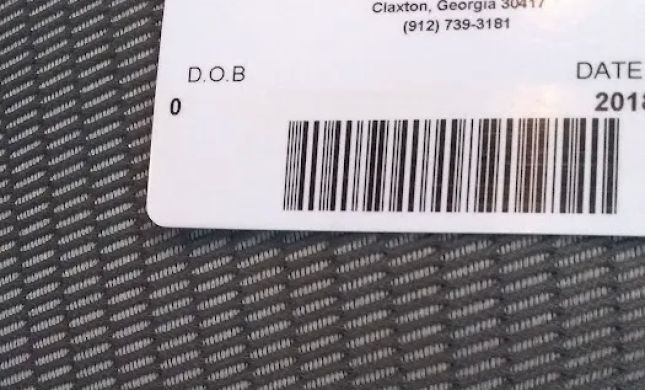 Claxton, Georgia 30417
(912) 739-3181
D.O.B
DATE
0
2018